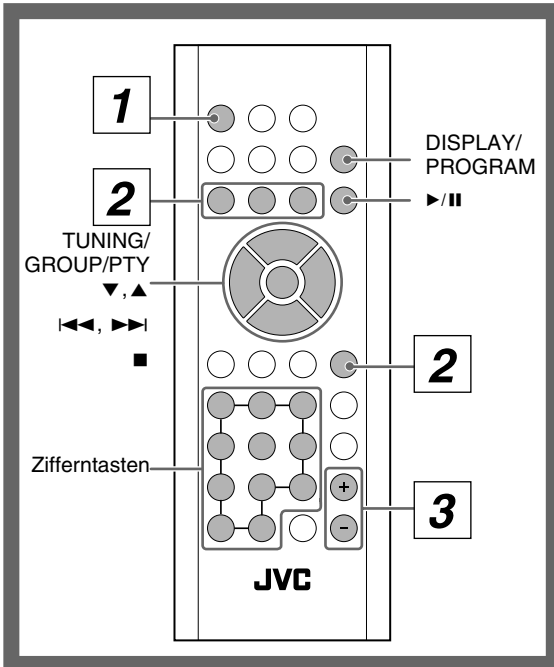 1
DISPLAY/
PROGRAM
2
►/II
TUNING/
GROUP/PTY
▼,▲
I◄◄, ►►I
■
2
Zifferntasten
+
3
–
JVC